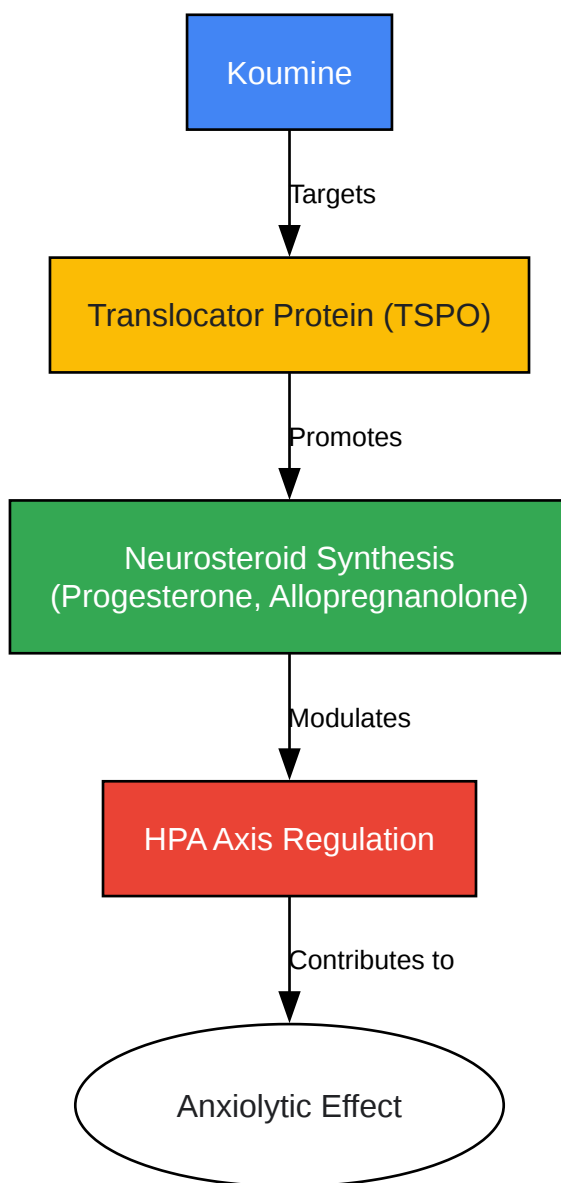 Koumine
Targets
Translocator Protein (TSPO)
Promotes
Neurosteroid Synthesis
(Progesterone, Allopregnanolone)
Modulates
HPA Axis Regulation
Contributes to
Anxiolytic Effect